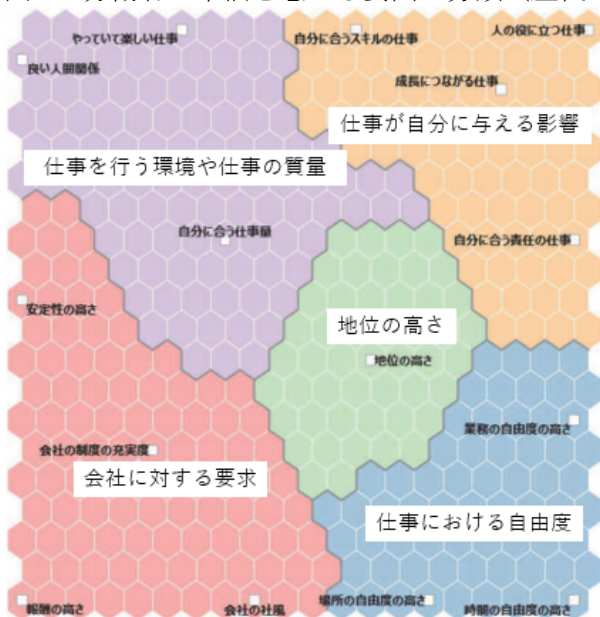 やっていて楽しい仕事
自分に合うスキルの仕事
人の役に立つ仕事
良い人間関係
成長につながる仕事
仕事が自分に与える影響
仕事を行う環境や仕事の質量
自分に合う仕事量
自分に合う責任の仕事
安定性の高さ
地位の高さ
地位の高さ
業務の自由度の高さ
会社の制度の充実度
会社に対する要求
仕事における自由度
報酬の高さ
会社の社風
場所の自由度の高さ
時間の自由度の高さ